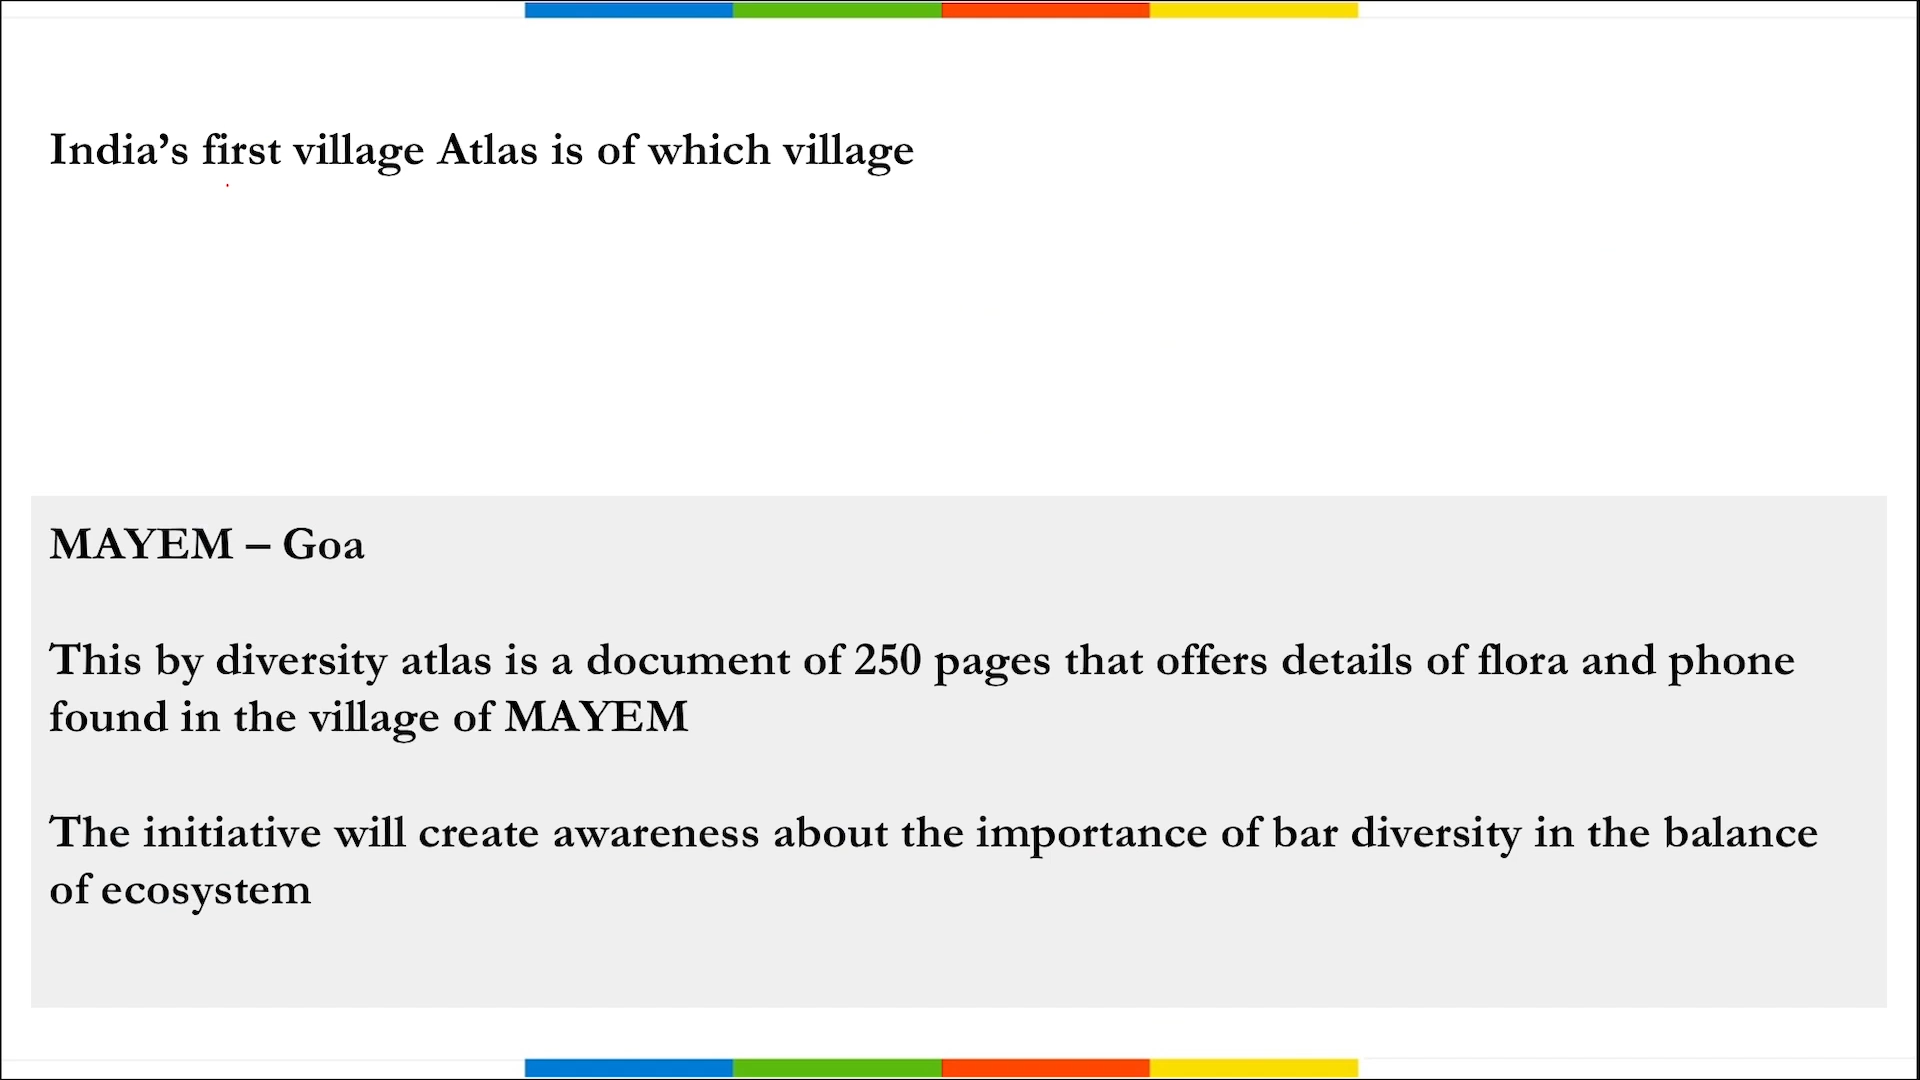 India’s first village Atlas is of which village
MAYEM – Goa
This by diversity atlas is a document of 250 pages that offers details of flora and phone
found in the village of MAYEM
The initiative will create awareness about the importance of bar diversity in the balance
of ecosystem